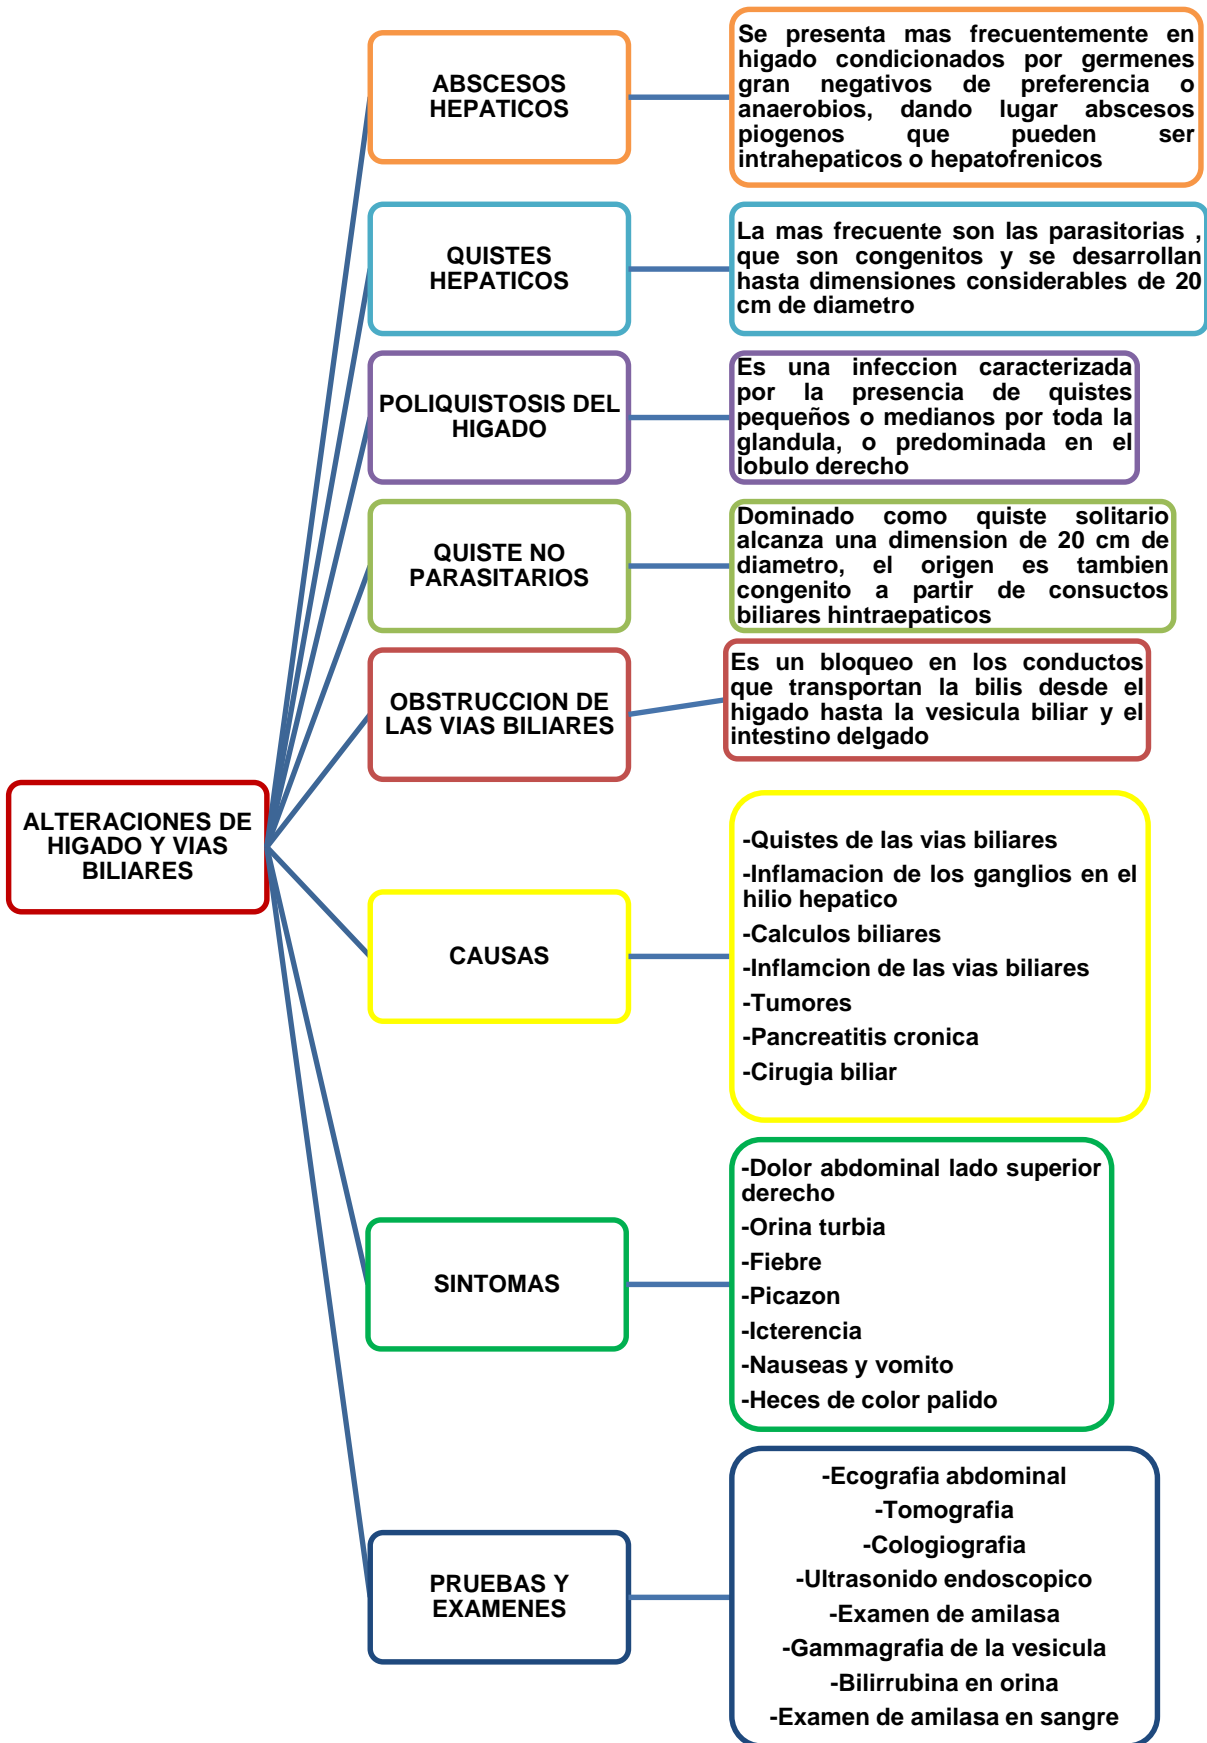 ABSCESOS
HEPATICOS
Se presenta mas frecuentemente en
higado condicionados por germenes
gran negativos de preferencia o
anaerobios, dando lugar abscesos
piogenos que pueden ser
intrahepaticos o hepatofrenicos
QUISTES
HEPATICOS
La mas frecuente son las parasitorias ,
que son congenitos y se desarrollan
hasta dimensiones considerables de 20
cm de diametro
POLIQUISTOSIS DEL
HIGADO
Es una infeccion caracterizada
por la presencia de quistes
pequeños o medianos por toda la
glandula, o predominada en el
lobulo derecho
QUISTE NO
PARASITARIOS
Dominado como quiste solitario
alcanza una dimension de 20 cm de
diametro, el origen es tambien
congenito a partir de consuctos
biliares hintraepaticos
OBSTRUCCION DE
LAS VIAS BILIARES
Es un bloqueo en los conductos
que transportan la bilis desde el
higado hasta la vesicula biliar y el
intestino delgado
ALTERACIONES DE
HIGADO Y VIAS
BILIARES
CAUSAS
-Quistes de las vias biliares
-Inflamacion de los ganglios en el
hilio hepatico
-Calculos biliares
-Inflamcion de las vias biliares
-Tumores
-Pancreatitis cronica
-Cirugia biliar
SINTOMAS
-Dolor abdominal lado superior
derecho
-Orina turbia
-Fiebre
-Picazon
-Icterencia
-Nauseas y vomito
-Heces de color palido
PRUEBAS Y
EXAMENES
-Ecografia abdominal
-Tomografia
-Cologiografia
-Ultrasonido endoscopico
-Examen de amilasa
-Gammagrafia de la vesicula
-Bilirrubina en orina
-Examen de amilasa en sangre